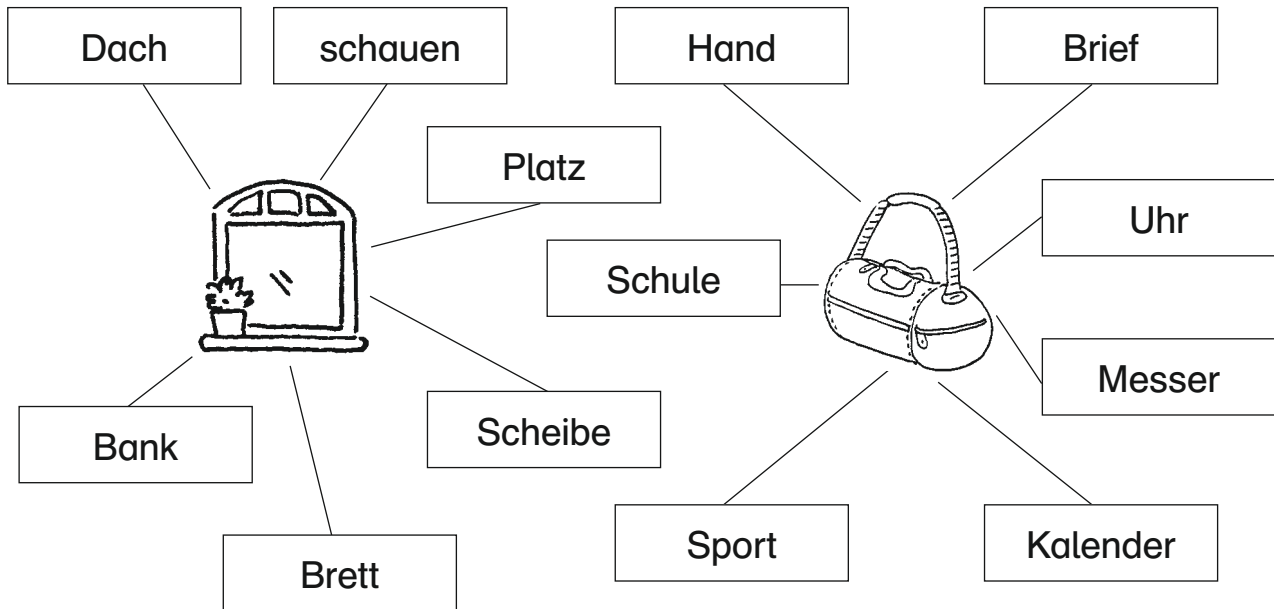 Dach
schauen
Hand
Brief
Platz
Uhr
Schule
Messer
Scheibe
Bank
Sport
Kalender
Brett